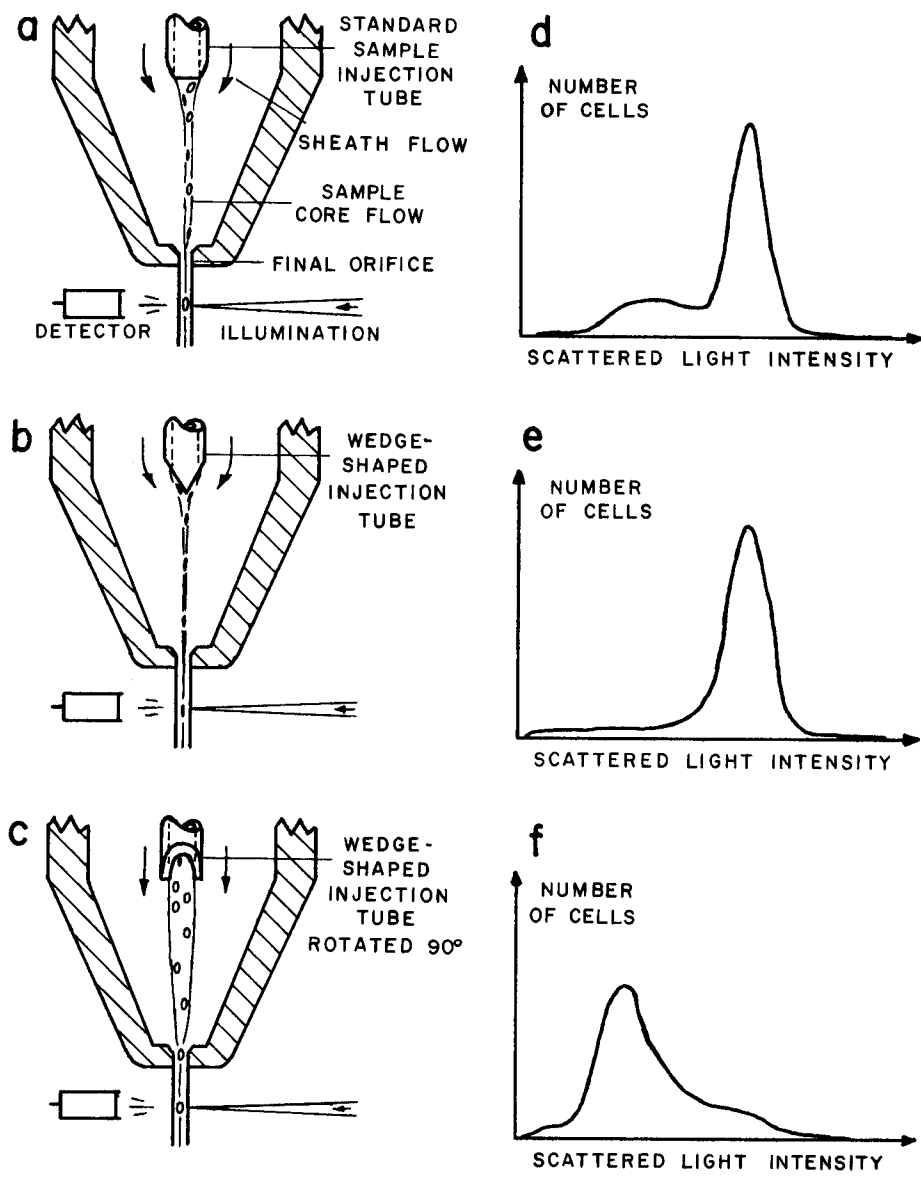 a
STANDARD
SAMPLE
INJECTION
TUBE
SHEATH FLOW
SAMPLE
CORE FLOW
FINAL ORIFICE
DETECTOR
ILLUMINATION
d
NUMBER
OF CELLS
SCATTERED LIGHT INTENSITY
b
WEDGE-
SHAPED
INJECTION
TUBE
e
NUMBER
OF CELLS
SCATTERED LIGHT INTENSITY
c
WEDGE-
SHAPED
INJECTION
TUBE
ROTATED 90°
f
NUMBER
OF CELLS
SCATTERED LIGHT INTENSITY